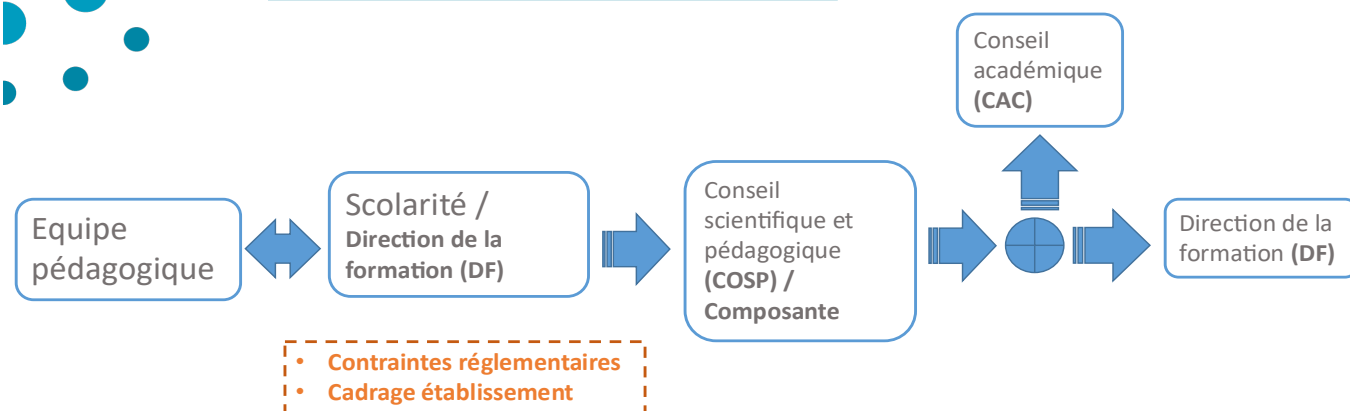 Conseil
académique
(CAC)
Equipe
pédagogique
Scolarité /
Direction de la
formation (DF)
Conseil
scientifique et
pédagogique
(COSP) /
Composante
Direction de la
formation (DF)
• Contraintes réglementaires
• Cadrage établissement